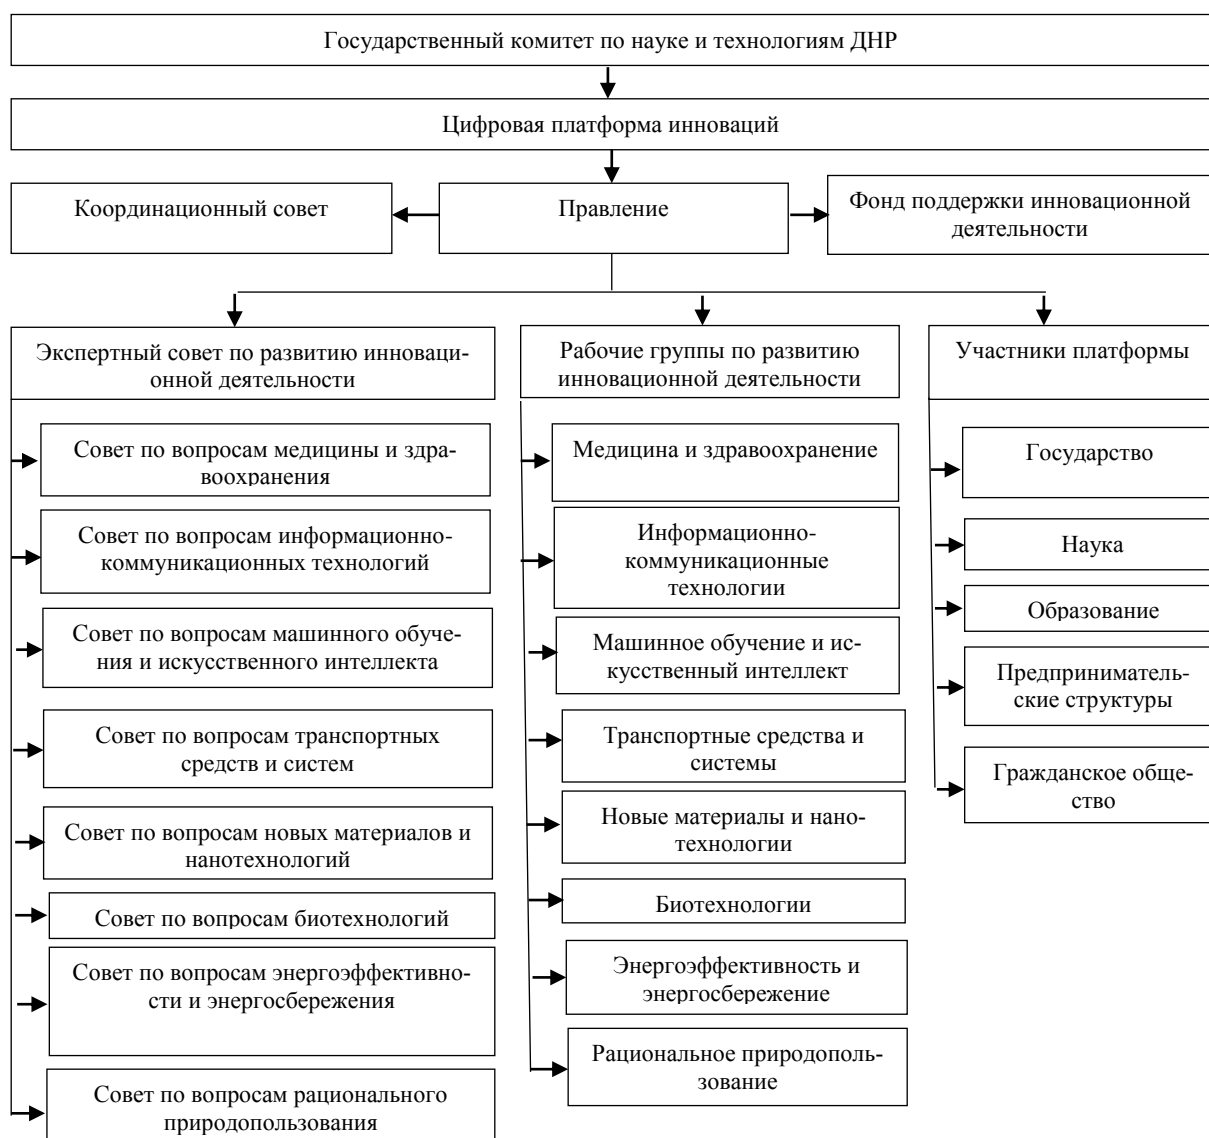 Государственный комитет по науке и технологиям ДНР
Цифровая платформа инноваций
Координационный совет
Правление
Фонд поддержки инновационной
деятельности
Экспертный совет по развитию инноваци-
онной деятельности
Совет по вопросам медицины и здра-
воохранения
Совет по вопросам информационно-
коммуникационных технологий
Совет по вопросам машинного обуче-
ния и искусственного интеллекта
Совет по вопросам транспортных
средств и систем
Совет по вопросам новых материалов и
нанотехнологий
Совет по вопросам биотехнологий
Совет по вопросам энергоэффективно-
сти и энергосбережения
Совет по вопросам рационального
природопользования
Рабочие группы по развитию
инновационной деятельности
Медицина и здравоохранение
Информационно-
коммуникационные
технологии
Машинное обучение и ис-
кусственный интеллект
Транспортные средства и
системы
Новые материалы и нано-
технологии
Биотехнологии
Энергоэффективность и
энергосбережение
Рациональное природополь-
зование
Участники платформы
Государство
Наука
Образование
Предприниматель-
ские структуры
Гражданское обще-
ство